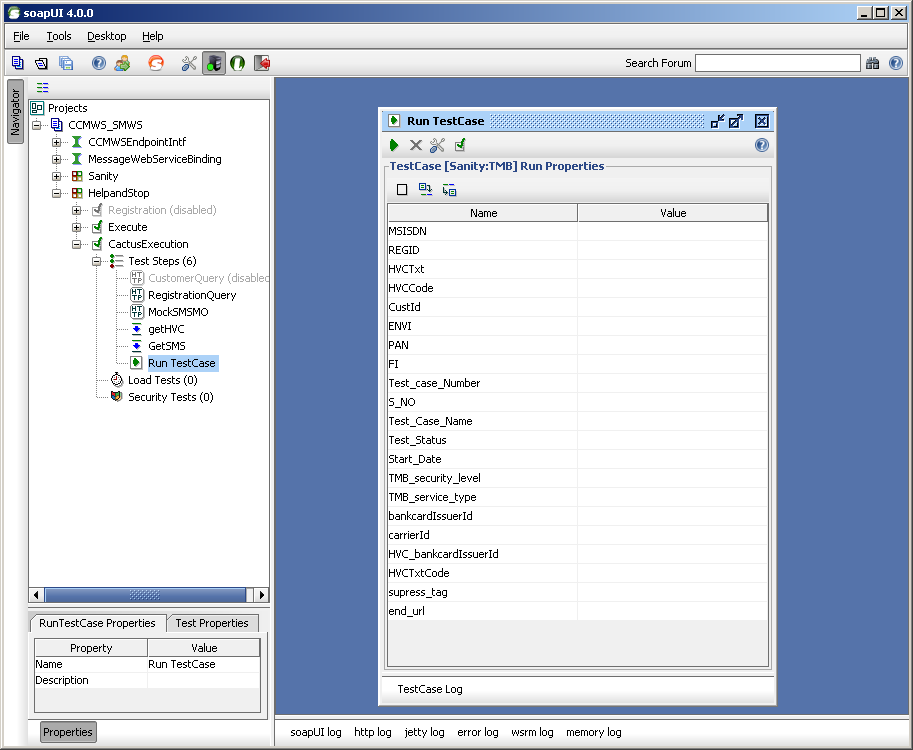 soapUI 4.0.0
File Tools Desktop Help
Search Forum
Navigator
Projects
CCMWS_SMWS
CCMWSEndpointIntf
MessageWebServiceBinding
Sanity
HelpandStop
Registration (disabled)
Execute
CactusExecution
Test Steps (6)
CustomerQuery (disabled
RegistrationQuery
MockSMSMO
getHVC
GetSMS
Run TestCase
Load Tests (0)
Security Tests (0)
RunTestCase Properties Test Properties
Property Value
Name Run TestCase
Description
Properties
Run TestCase
TestCase [Sanity:TMB] Run Properties
Name Value
MSISDN
REGID
HVCTxt
HVCCode
CustId
ENVI
PAN
FI
Test_case_Number
S_NO
Test_Case_Name
Test_Status
Start_Date
TMB_security_level
TMB_service_type
bankcardIssuerId
carrierId
HVC_bankcardIssuerId
HVCTxtCode
supress_tag
end_url
TestCase Log
soapUI log http log jetty log error log wsrm log memory log